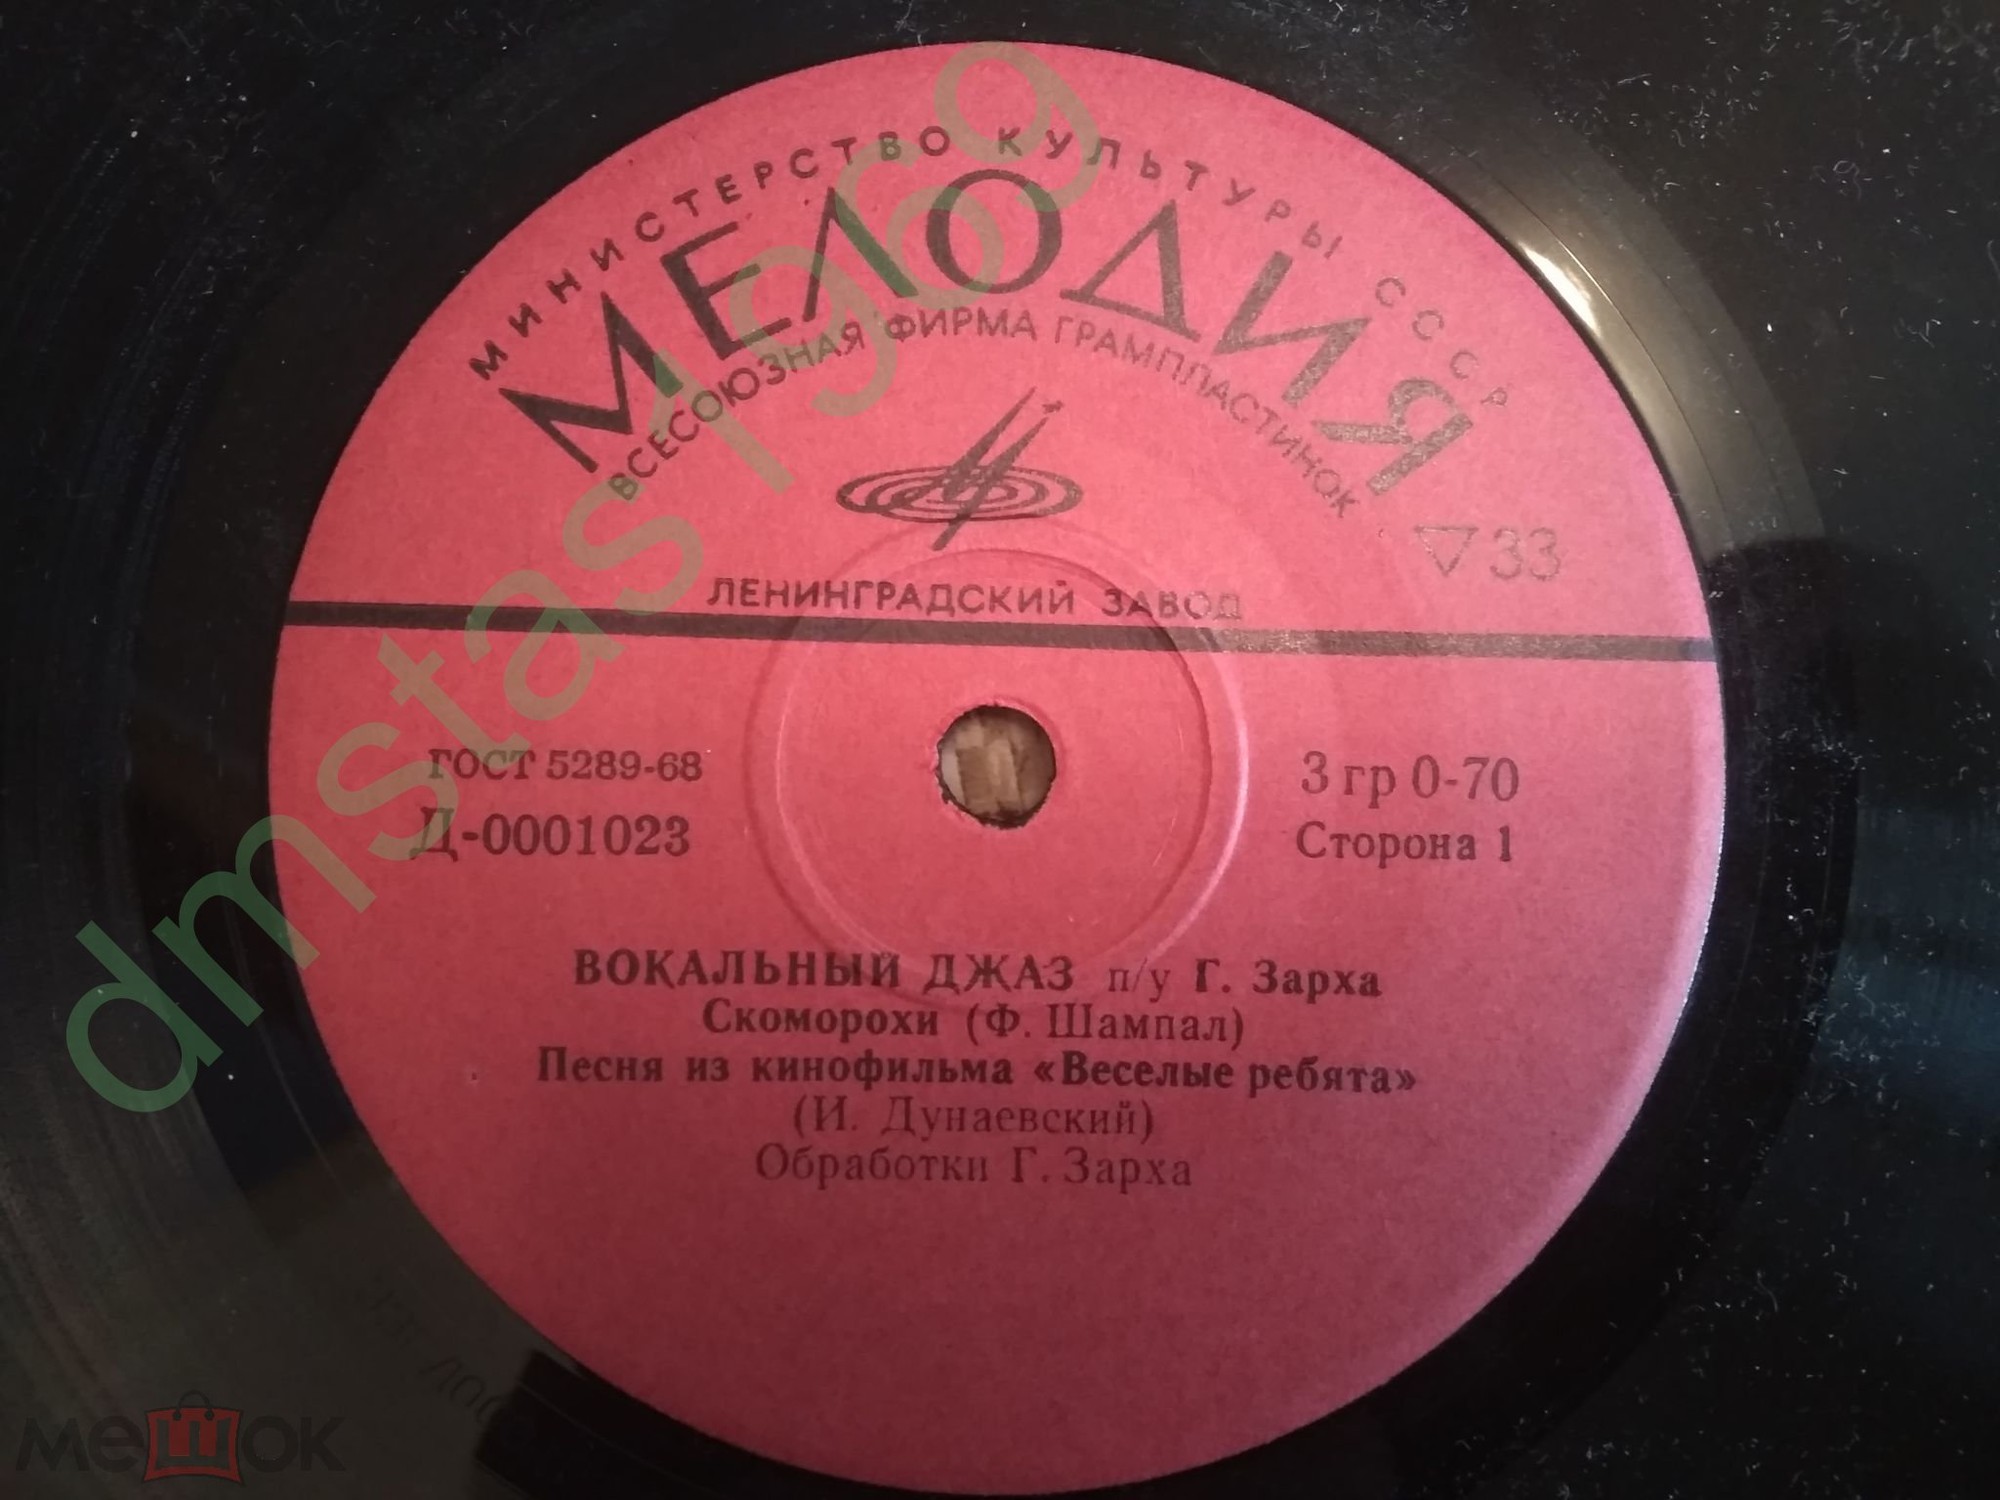 МИНИСТЕРСТВО КУЛЬТУРЫ СССР
МЕЛОДИЯ
ВСЕСОЮЗНАЯ ФИРМА ГРАМПЛАСТИНОК
33
ЛЕНИНГРАДСКИЙ ЗАВОД
ГОСТ 5289-68
Д-0001023
3 гр 0-70
Сторона 1
ВОКАЛЬНЫЙ ДЖАЗ п/у Г. Зарха
Скоморохи (Ф. Шампал)
Песня из кинофильма «Веселые ребята»
(И. Дунаевский)
Обработки Г. Зарха
dmstas1969
мешок